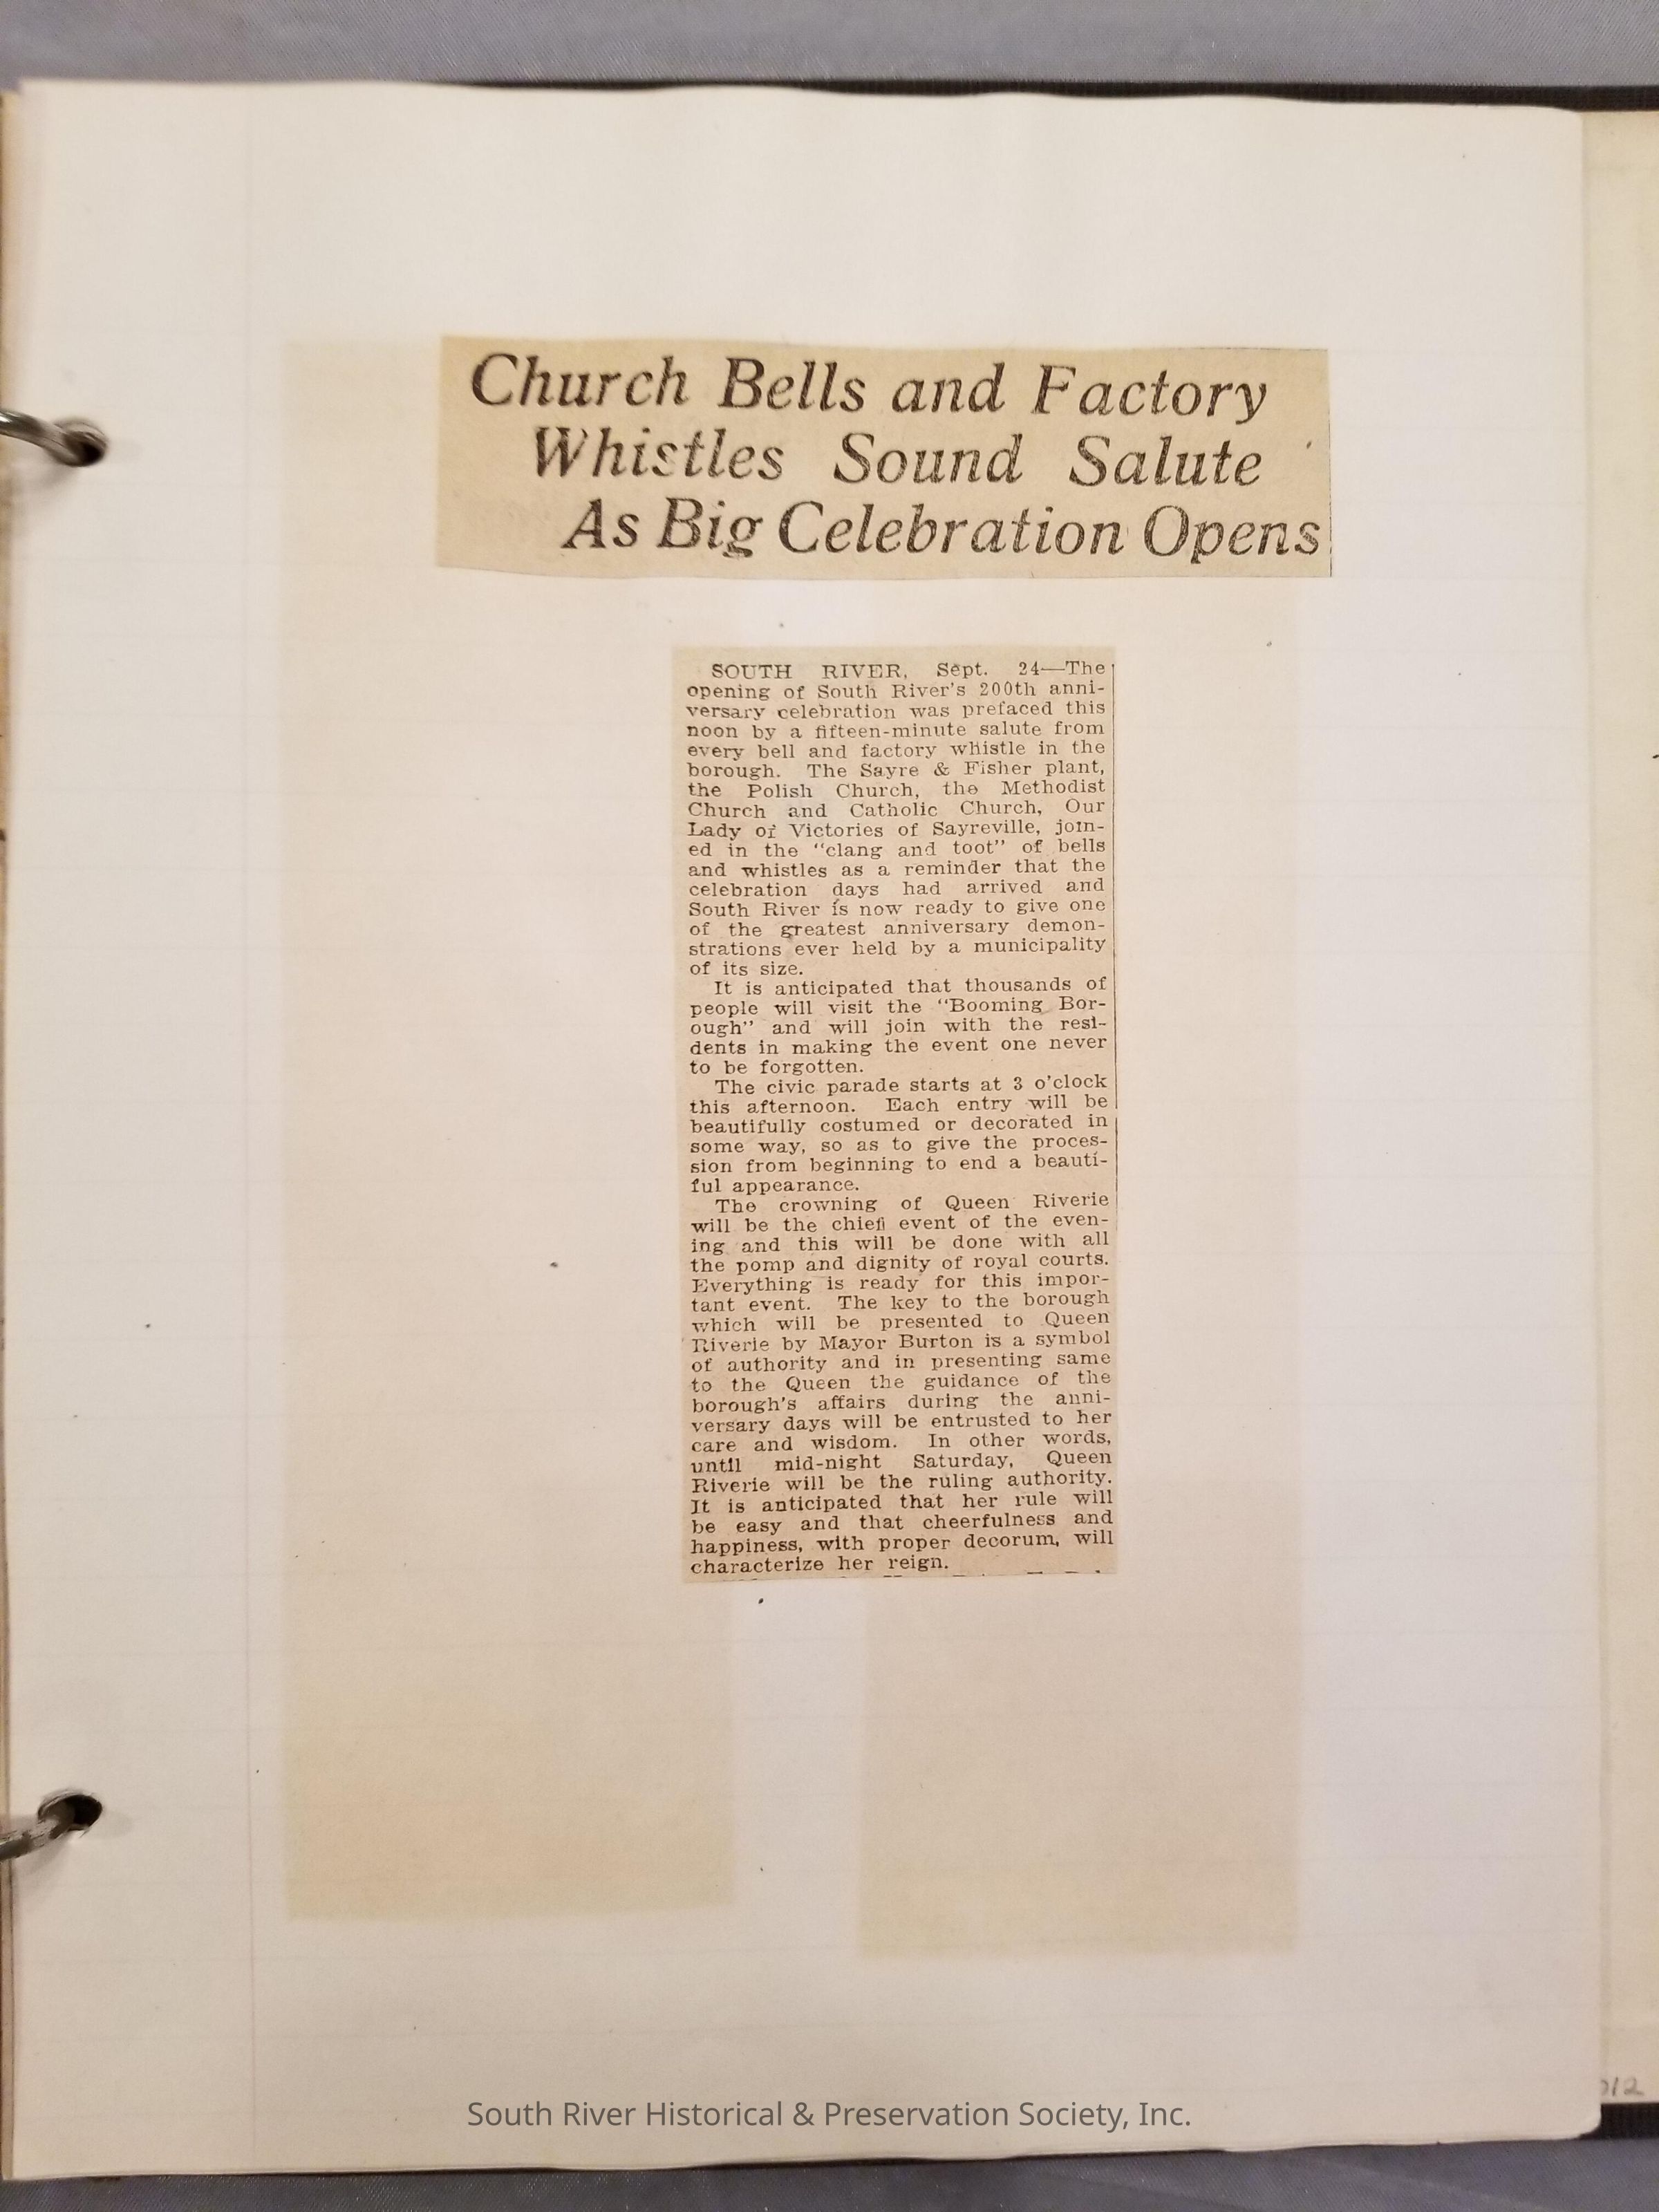 Church Bells and Factory
Whistles Sound Salute
As Big Celebration Opens
SOUTH RIVER, Sept. 24—The
opening of South River's 200th anni-
versary celebration was prefaced this
noon by a fifteen-minute salute from
every bell and factory whistle in the
borough. The Sayre & Fisher plant,
the Polish Church, the Methodist
Church and Catholic Church, Our
Lady of Victories of Sayreville, join-
ed in the "clang and toot" of bells
and whistles as a reminder that the
celebration days had arrived and
South River is now ready to give one
of the greatest anniversary demon-
strations ever held by a municipality
of its size.
It is anticipated that thousands of
people will visit the "Booming Bor-
ough" and will join with the resi-
dents in making the event one never
to be forgotten.
The civic parade starts at 3 o'clock
this afternoon. Each entry will be
beautifully costumed or decorated in
some way, so as to give the proces-
sion from beginning to end a beauti-
ful appearance.
The crowning of Queen Riverie
will be the chief event of the even-
ing and this will be done with all
the pomp and dignity of royal courts.
Everything is ready for this impor-
tant event. The key to the borough
which will be presented to Queen
Riverie by Mayor Burton is a symbol
of authority and in presenting same
to the Queen the guidance of the
borough's affairs during the anni-
versary days will be entrusted to her
care and wisdom. In other words,
until mid-night Saturday, Queen
Riverie will be the ruling authority.
It is anticipated that her rule will
be easy and that cheerfulness and
happiness, with proper decorum, will
characterize her reign.
South River Historical & Preservation Society, Inc.